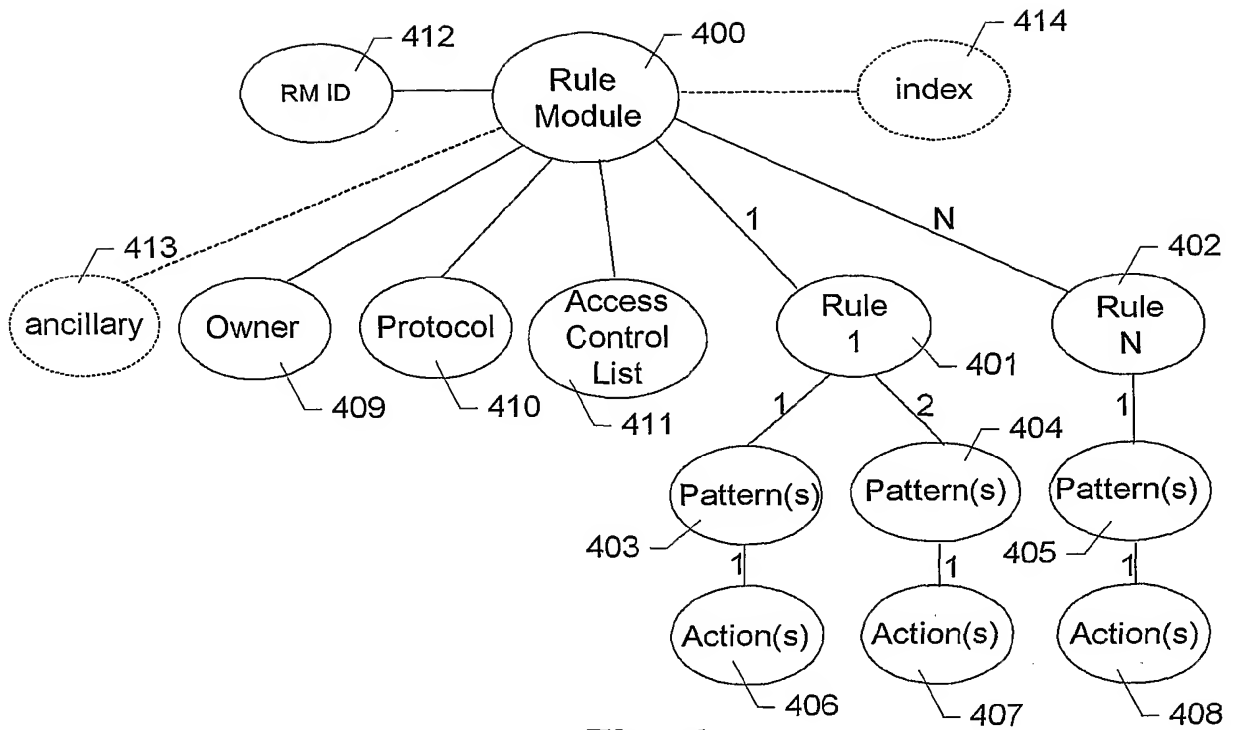 412
400
414
RM ID
Rule
Module
index
1
N
413
402
ancillary
Owner
Protocol
Access
Control
List
Rule
1
Rule
N
401
409
410
411
1
2
1
404
Pattern(s)
Pattern(s)
Pattern(s)
403
405
1
1
1
Action(s)
Action(s)
Action(s)
406
407
408